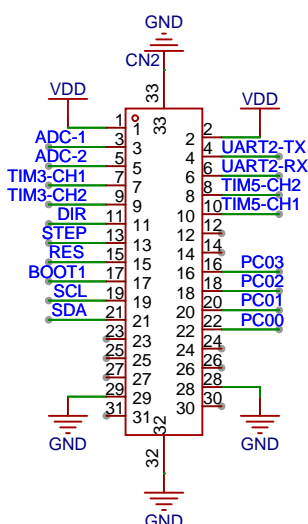 GND
CN2
33
33
VDD
VDD
1 1
2 2
ADC-1 3 3
4 4 UART2-TX
ADC-2 5 5
6 6 UART2-RX
TIM3-CH1 7 7
8 8 TIM5-CH2
TIM3-CH2 9 9
10 10 TIM5-CH1
DIR 11 11
12 12
STEP 13 13
14 14
RES 15 15
16 16 PC03
BOOT1 17 17
18 18 PC02
SCL 19 19
20 20 PC01
SDA 21 21
22 22 PC00
23 23
24 24
25 25
26 26
27 27
28 28
29 29
30 30
31 31
GND
GND
32
32
GND